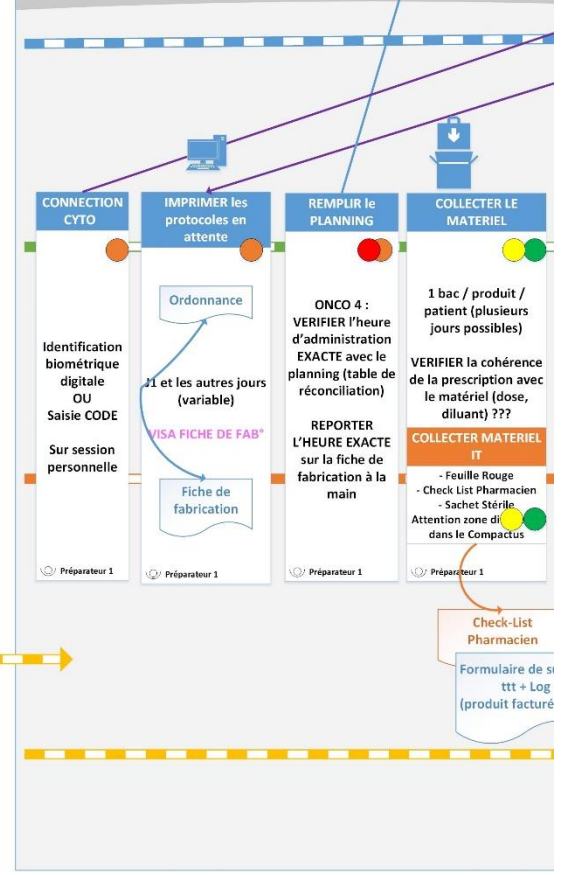 CONNECTION
CYTO
Identification
biométrique
digitale
OU
Saisie CODE
Sur session
personnelle
Préparateur 1
IMPRIMER les
protocoles en
attente
Ordonnance
J1 et les autres jours
(variable)
VISA FICHE DE FAB°
Fiche de
fabrication
Préparateur 1
REMPLIR le
PLANNING
ONCO 4 :
VERIFIER l'heure
d'administration
EXACTE avec le
planning (table de
réconciliation)
REPORTER
L'HEURE EXACTE
sur la fiche de
fabrication à la
main
Préparateur 1
COLLECTER LE
MATERIEL
1 bac / produit /
patient (plusieurs
jours possibles)
VERIFIER la cohérence
de la prescription avec
le matériel (dose,
diluant) ???
COLLECTER MATERIEL
IT
- Feuille Rouge
- Check List Pharmacien
- Sachet Stérile
Attention zone
dans le Compactus
Préparateur 1
Check-List
Pharmacien
Formulaire de
ttt + Log
(produit facturé